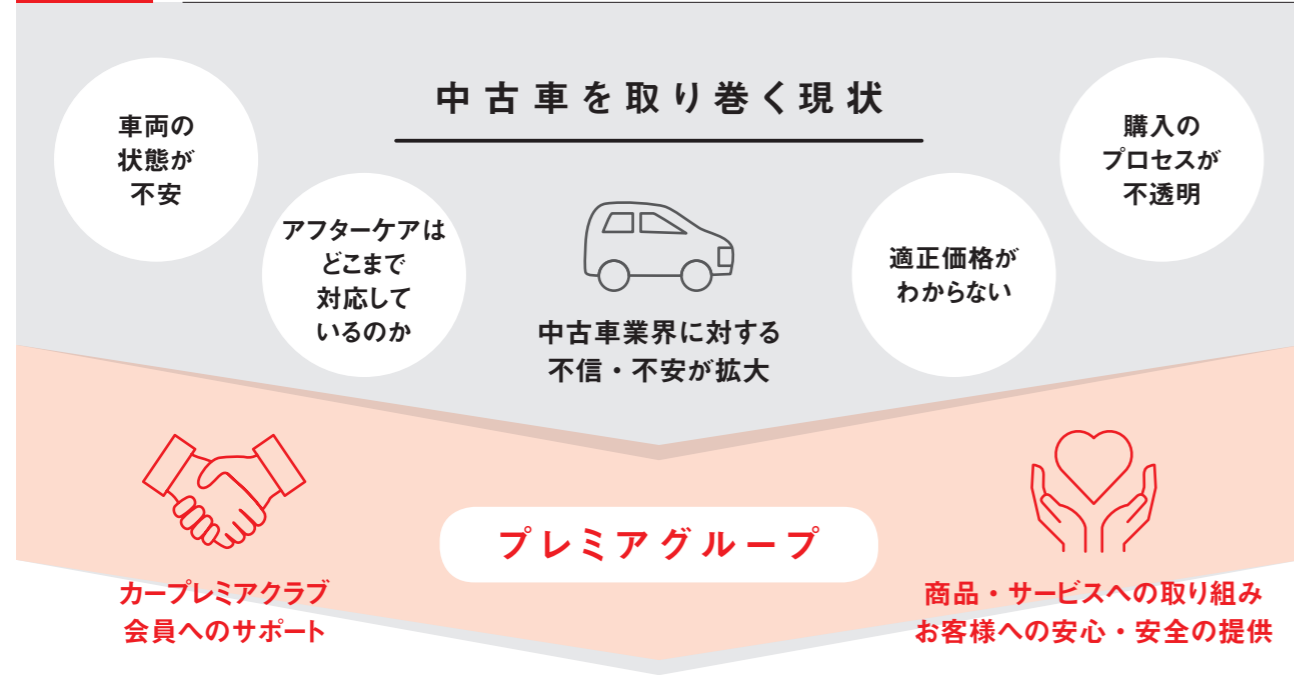 中古車を取り巻く現状
車両の
状態が
不安
アフターケアは
どこまで
対応して
いるのか
中古車業界に対する
不信・不安が拡大
適正価格が
わからない
購入の
プロセスが
不透明
プレミアグループ
カープレミアクラブ
会員へのサポート
商品・サービスへの取り組み
お客様への安心・安全の提供